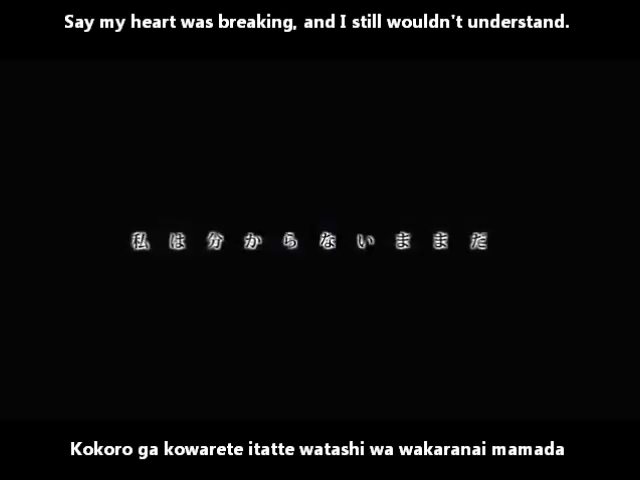 Say my heart was breaking, and I still wouldn't understand.
私は分からないままだ
Kokoro ga kowarete itatte watashi wa wakaranai mamada